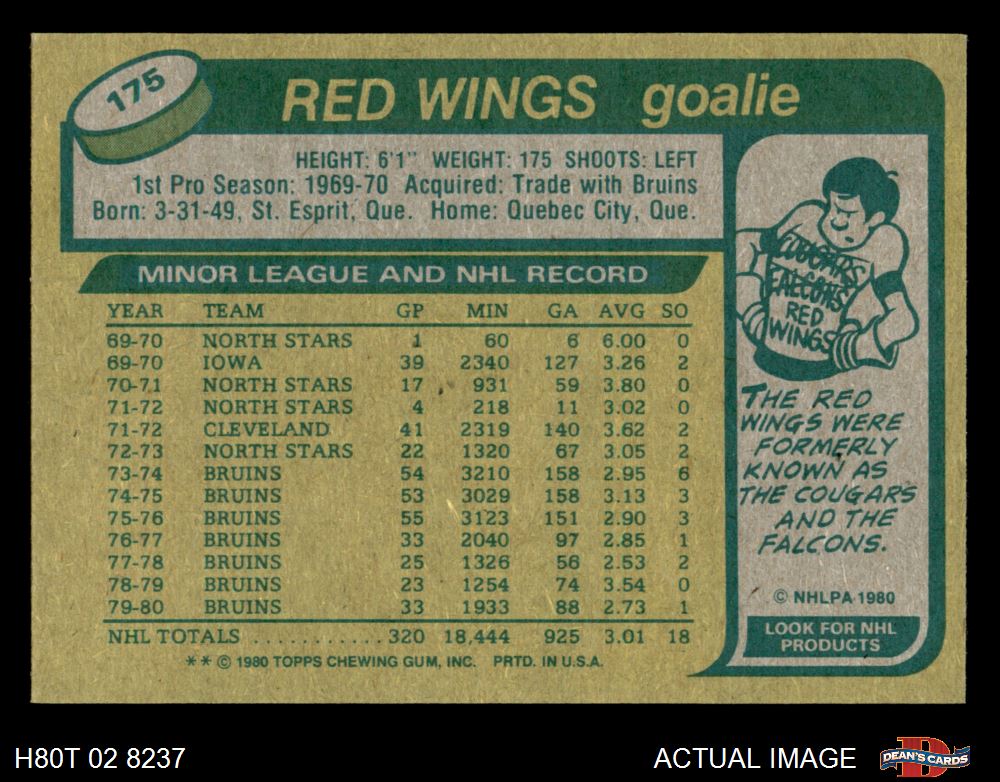 175
RED WINGS goalie
HEIGHT: 6'1" WEIGHT: 175 SHOOTS: LEFT
1st Pro Season: 1969-70 Acquired: Trade with Bruins
Born: 3-31-49, St. Esprit, Que. Home: Quebec City, Que.
MINOR LEAGUE AND NHL RECORD
YEAR TEAM GP MIN GA AVG SO
69-70 NORTH STARS 1 60 6 6.00 0
69-70 IOWA 39 2340 127 3.26 2
70-71 NORTH STARS 17 931 59 3.80 0
71-72 NORTH STARS 4 218 11 3.02 0
71-72 CLEVELAND 41 2319 140 3.62 2
72-73 NORTH STARS 22 1320 67 3.05 2
73-74 BRUINS 54 3210 158 2.95 6
74-75 BRUINS 53 3029 158 3.13 3
75-76 BRUINS 55 3123 151 2.90 3
76-77 BRUINS 33 2040 97 2.85 1
77-78 BRUINS 25 1326 56 2.53 2
78-79 BRUINS 23 1254 74 3.54 0
79-80 BRUINS 33 1933 88 2.73 1
NHL TOTALS ........... 320 18,444 925 3.01 18
** © 1980 TOPPS CHEWING GUM, INC. PRTD. IN U.S.A.
COUGARS
FALCONS
RED
WINGS
THE RED
WINGS WERE
FORMERLY
KNOWN AS
THE COUGARS
AND THE
FALCONS.
© NHLPA 1980
LOOK FOR NHL
PRODUCTS
H80T 02 8237
ACTUAL IMAGE
D
DEAN'S CARDS